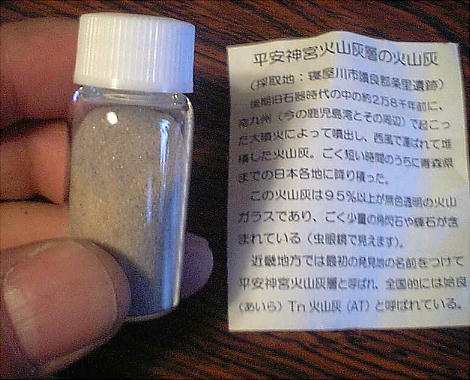 平安神宮火山灰層の火山灰
（採取地：寝屋川市讃良郡条里遺跡）
後期旧石器時代の中の約２万８千年前に、
南九州（今の鹿児島湾とその周辺）で起こっ
た大噴火によって噴出し、西風で運ばれて堆
積した火山灰。ごく短い時間のうちに青森県
までの日本各地に降り積った。
この火山灰は９５％以上が無色透明の火山
ガラスであり、ごく少量の角閃石や輝石が含
まれている（虫眼鏡で見えます）。
近畿地方では最初の発見地の名前をつけて
平安神宮火山灰層と呼ばれ、全国的には姶良
（あいら）Tn 火山灰（AT）と呼ばれている。